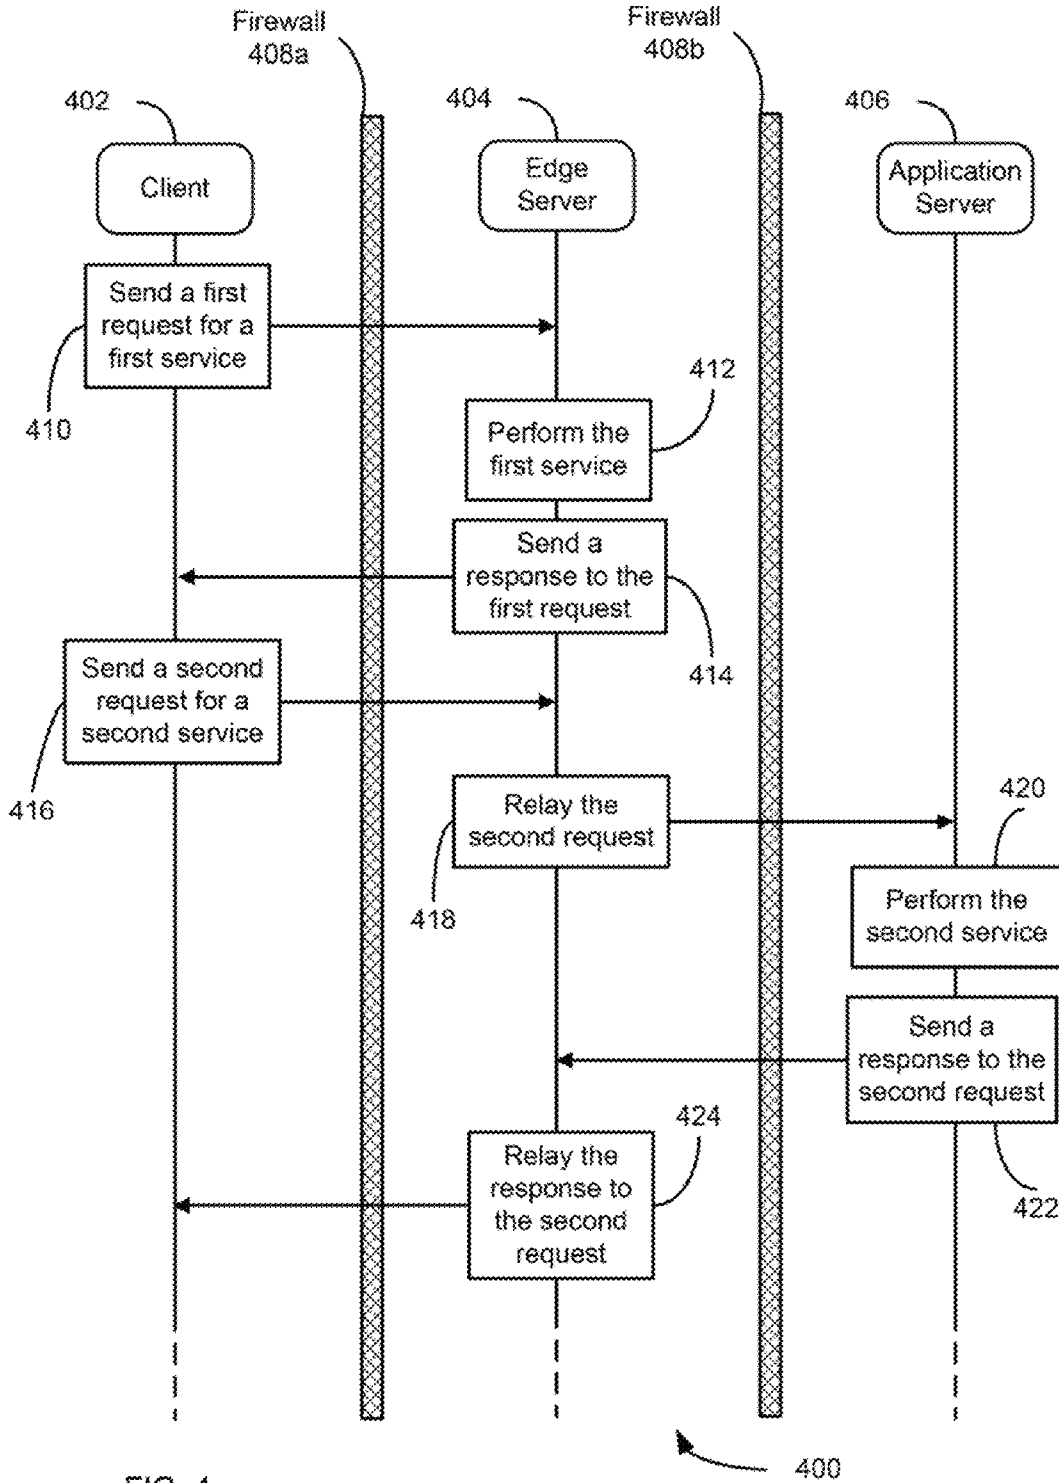 Firewall
408a
Firewall
408b
402
404
406
Client
Edge
Server
Application
Server
Send a first
request for a
first service
410
412
Perform the
first service
Send a
response to the
first request
414
Send a second
request for a
second service
416
Relay the
second request
418
420
Perform the
second service
Send a
response to the
second request
422
424
Relay the
response to
the second
request
400